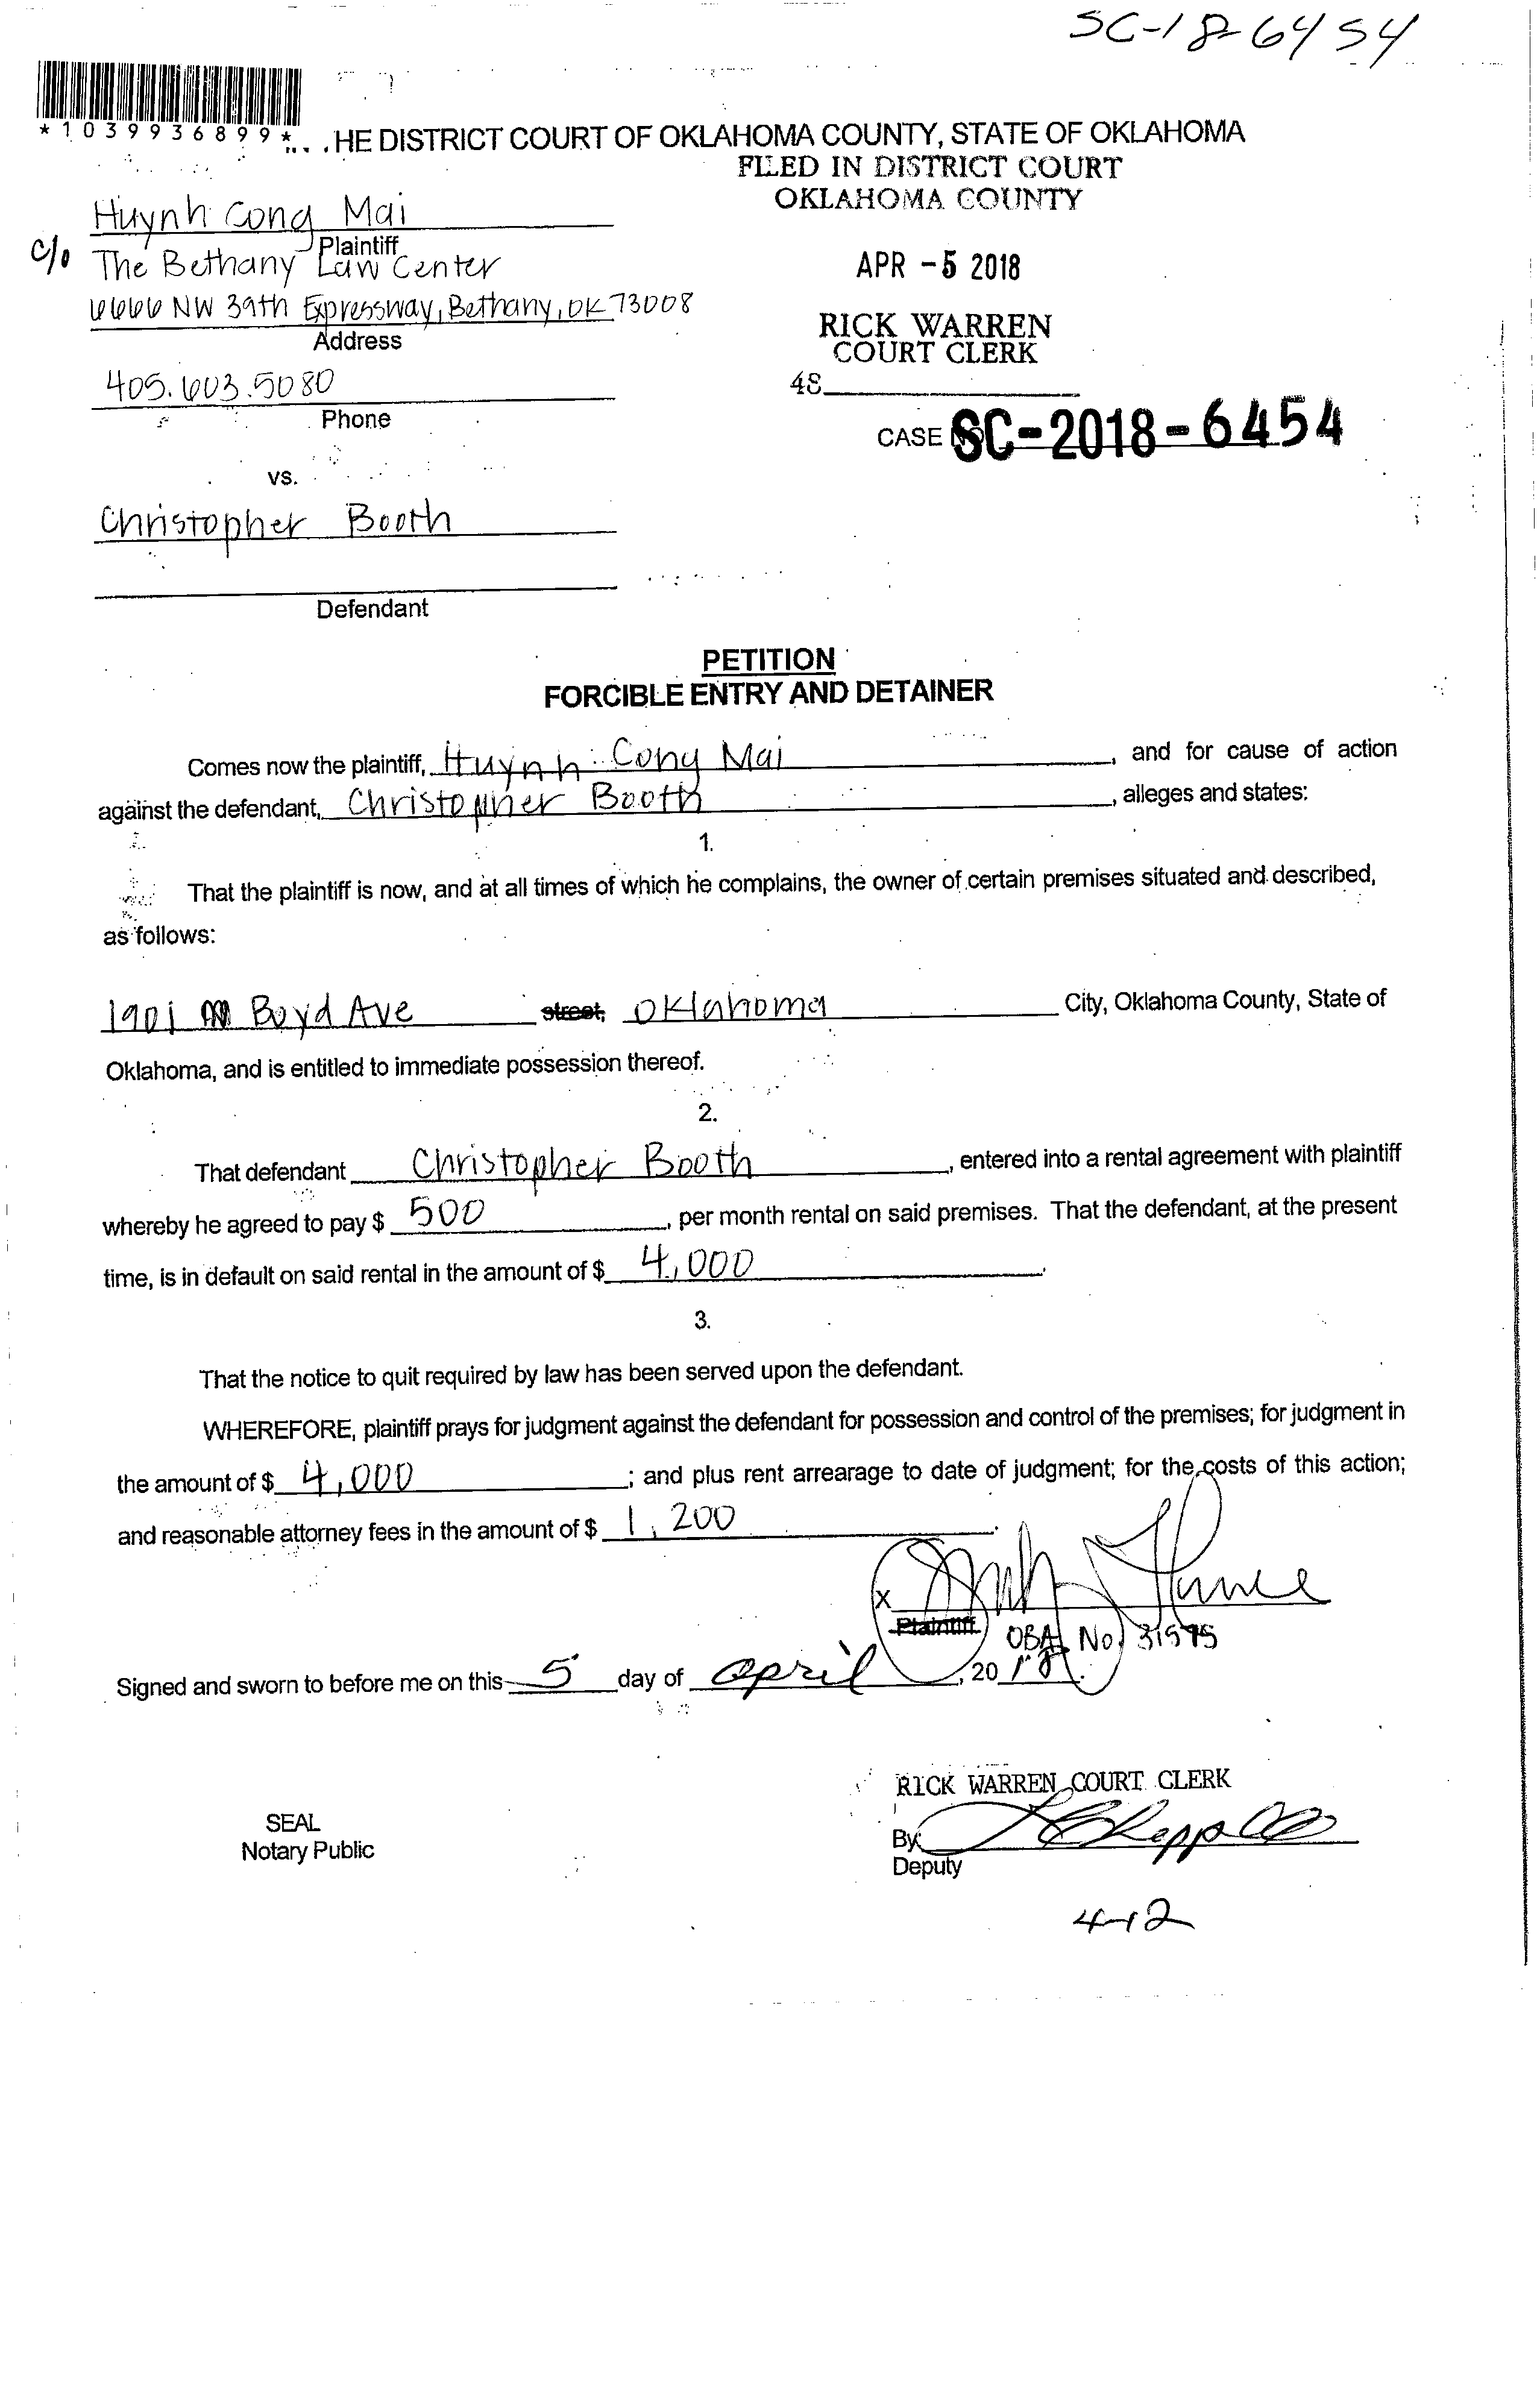 SC-18-6454
*1039936899*
HE DISTRICT COURT OF OKLAHOMA COUNTY, STATE OF OKLAHOMA
FILED IN DISTRICT COURT
OKLAHOMA COUNTY
Huynh Cong Mai
Plaintiff
c/o The Bethany Law Center
6666 NW 39th Expressway, Bethany, OK 73008
Address
APR -5 2018
RICK WARREN
COURT CLERK
48
405.603.5080
Phone
CASE NO SC-2018-6454
vs.
Christopher Booth
Defendant
PETITION
FORCIBLE ENTRY AND DETAINER
Comes now the plaintiff, Huynh Cong Mai, and for cause of action
against the defendant, Christopher Booth, alleges and states:
1.
That the plaintiff is now, and at all times of which he complains, the owner of certain premises situated and described,
as follows:
1901 N Boyd Ave street, Oklahoma City, Oklahoma County, State of
Oklahoma, and is entitled to immediate possession thereof.
2.
That defendant Christopher Booth, entered into a rental agreement with plaintiff
whereby he agreed to pay $ 500, per month rental on said premises. That the defendant, at the present
time, is in default on said rental in the amount of $ 4,000.
3.
That the notice to quit required by law has been served upon the defendant.
WHEREFORE, plaintiff prays for judgment against the defendant for possession and control of the premises; for judgment in
the amount of $ 4,000; and plus rent arrearage to date of judgment; for the costs of this action;
and reasonable attorney fees in the amount of $ 1,200.
X
Plaintiff OBA No. 31595
Signed and sworn to before me on this 5 day of april, 2018.
RICK WARREN COURT CLERK
SEAL
Notary Public
By:
Deputy
4-12